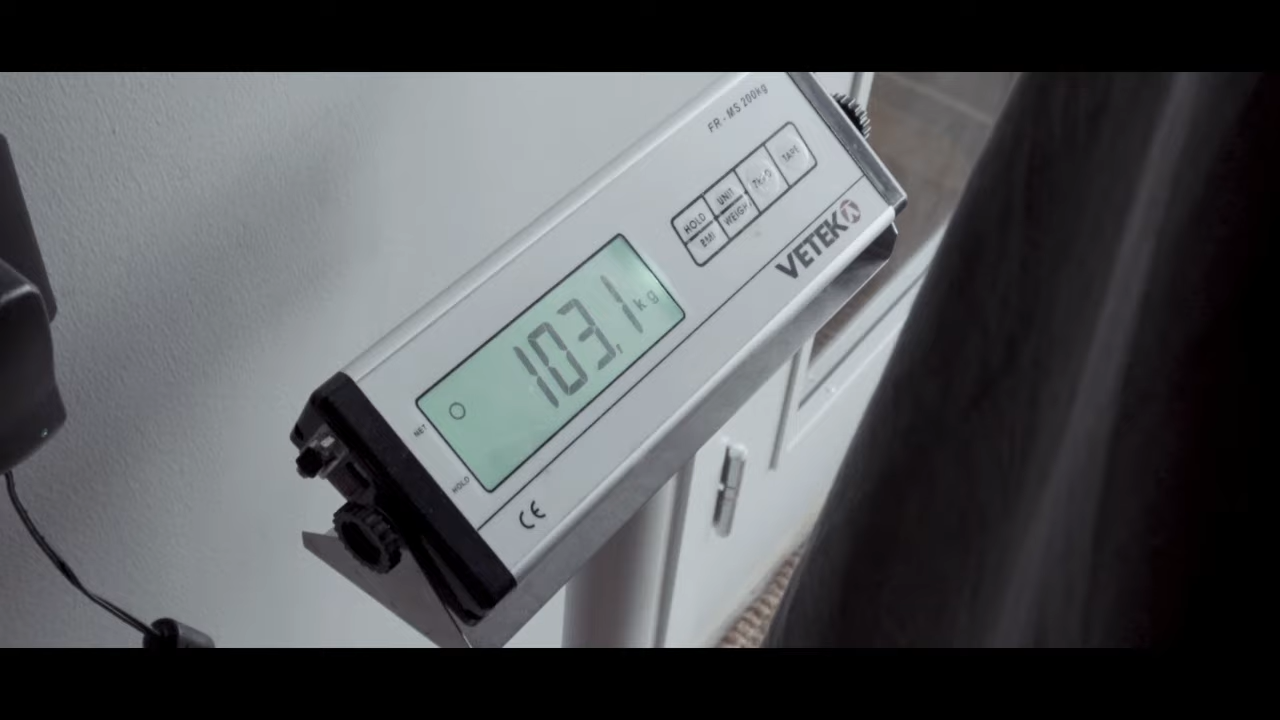 FR-MS 200kg
HOLD
BMI
UNIT
WEIGH
TARE
VETEK
103,1 kg
NET
HOLD
CE